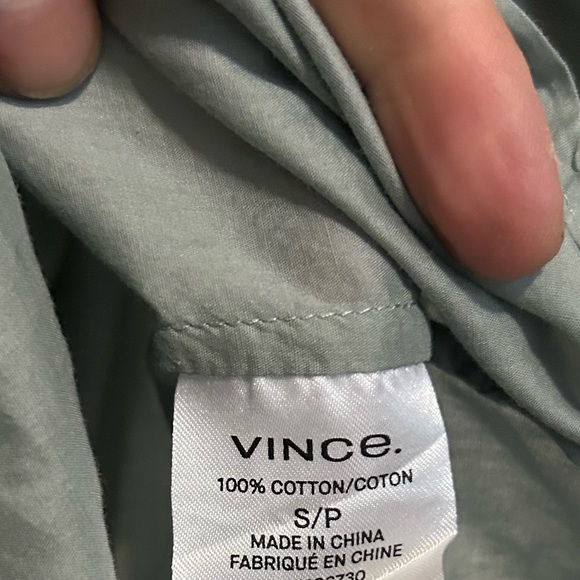 VINCE.
100% COTTON/COTON
S/P
MADE IN CHINA
FABRIQUÉ EN CHINE